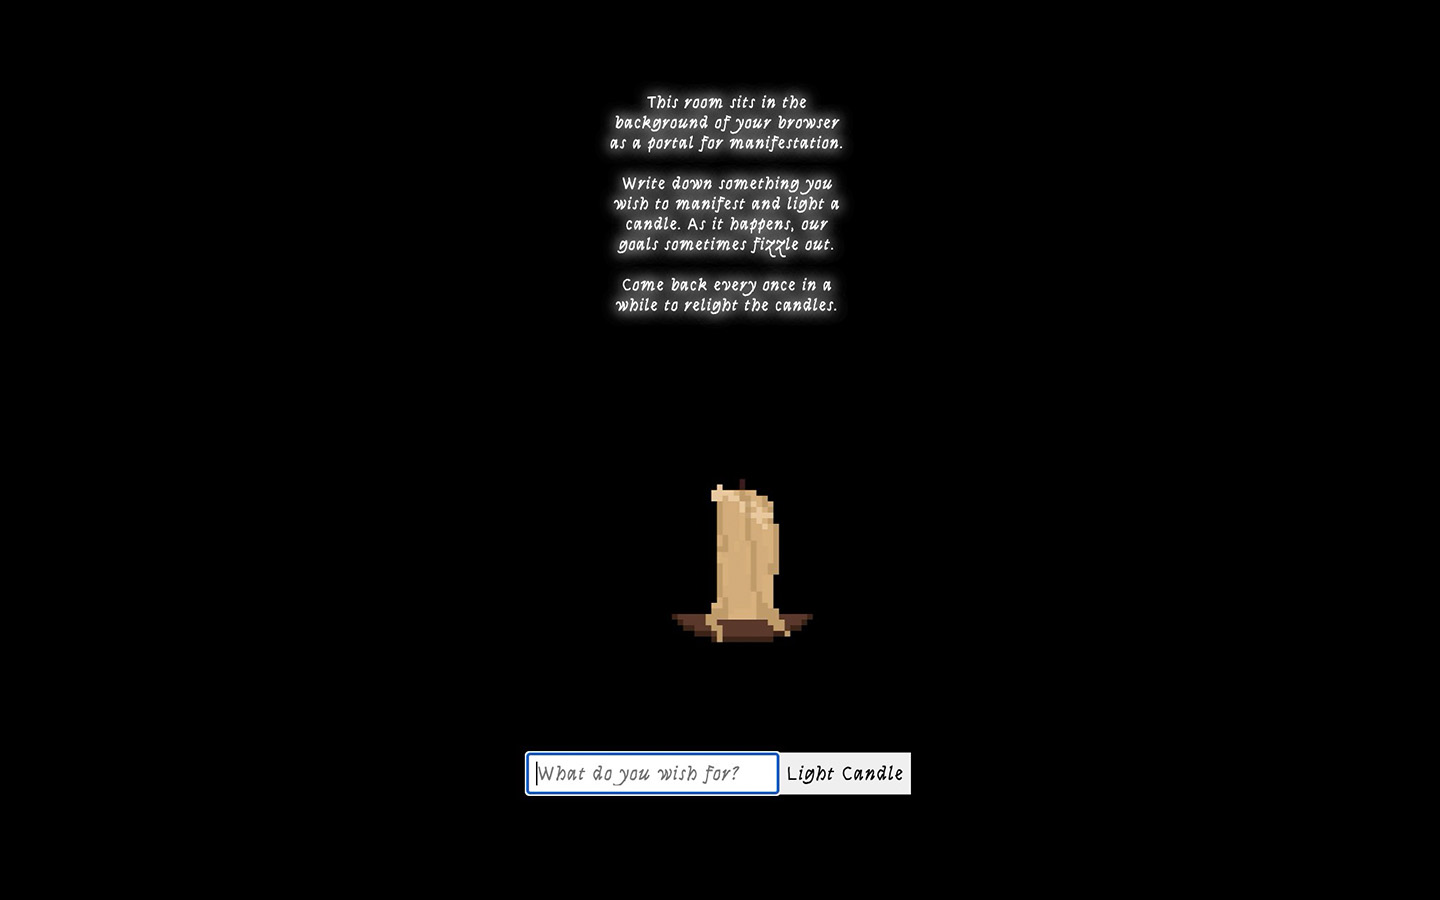 This room sits in the
background of your browser
as a portal for manifestation.
Write down something you
wish to manifest and light a
candle. As it happens, our
goals sometimes fizzle out.
Come back every once in a
while to relight the candles.
What do you wish for?
Light Candle